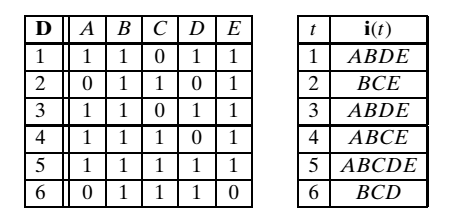 D A B C D E t i(t)
1 1 1 0 1 1 1 ABDE
2 0 1 1 0 1 2 BCE
3 1 1 0 1 1 3 ABDE
4 1 1 1 0 1 4 ABCE
5 1 1 1 1 1 5 ABCDE
6 0 1 1 1 0 6 BCD